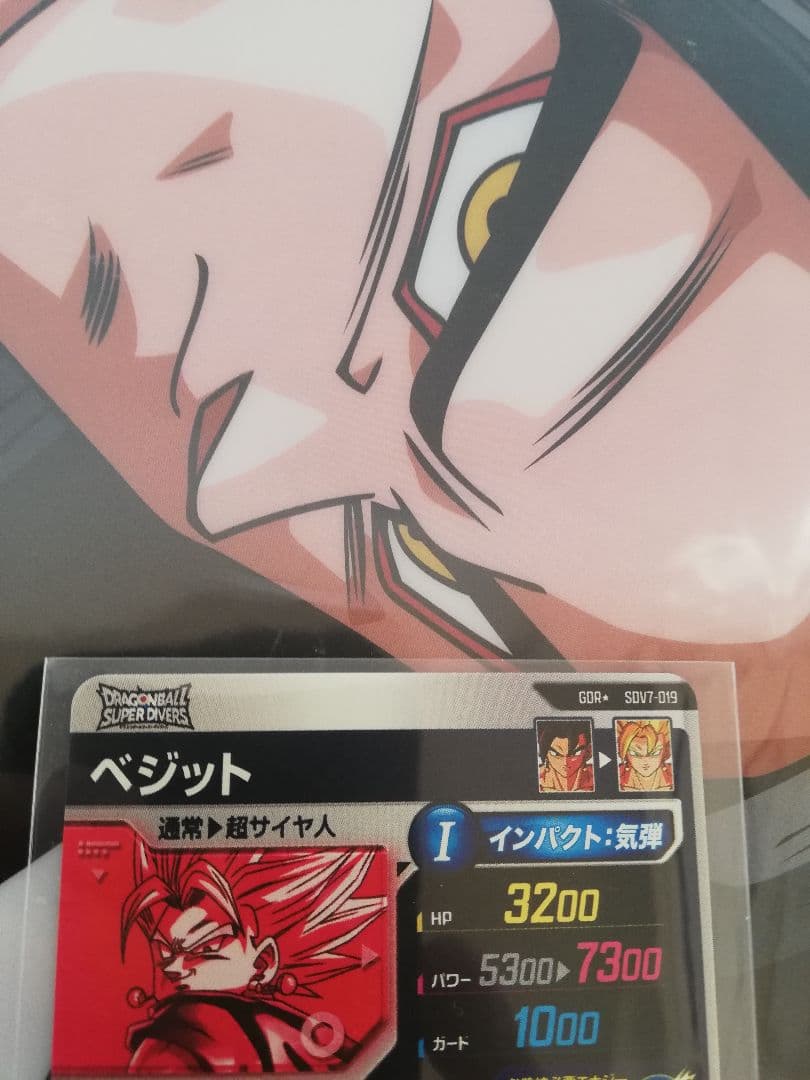 DRAGONBALL
SUPER DIVERS
GDR★ SDV7-019
ベジット
通常▶超サイヤ人
I インパクト:気弾
HP 3200
パワー 5300▶7300
ガード 1000